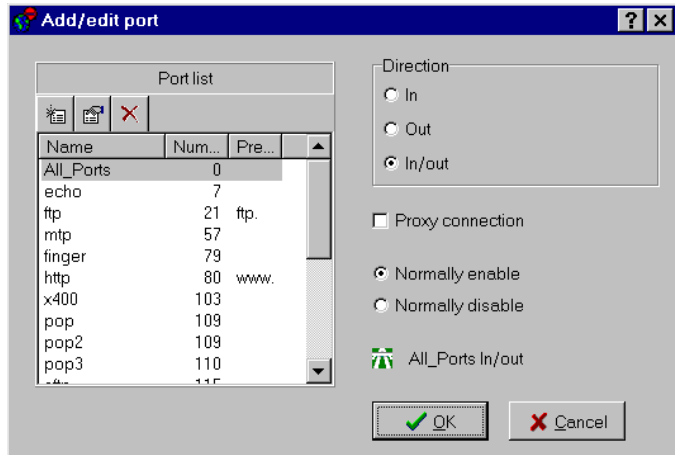 Add/edit port
Port list
Name Num... Pre...
All_Ports 0
echo 7
ftp 21 ftp.
mtp 57
finger 79
http 80 www.
x400 103
pop 109
pop2 109
pop3 110
Direction
In
Out
In/out
Proxy connection
Normally enable
Normally disable
All_Ports In/out
OK
Cancel